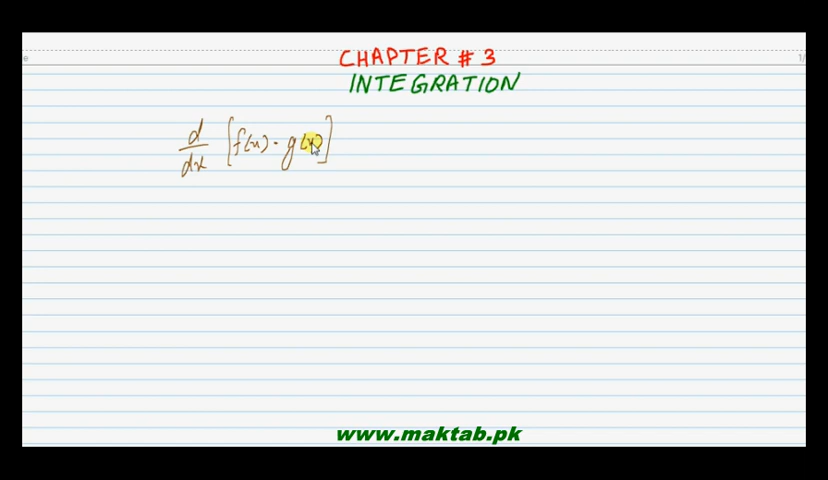 CHAPTER # 3
INTEGRATION
d/dx [f(x) · g(x)]
www.maktab.pk